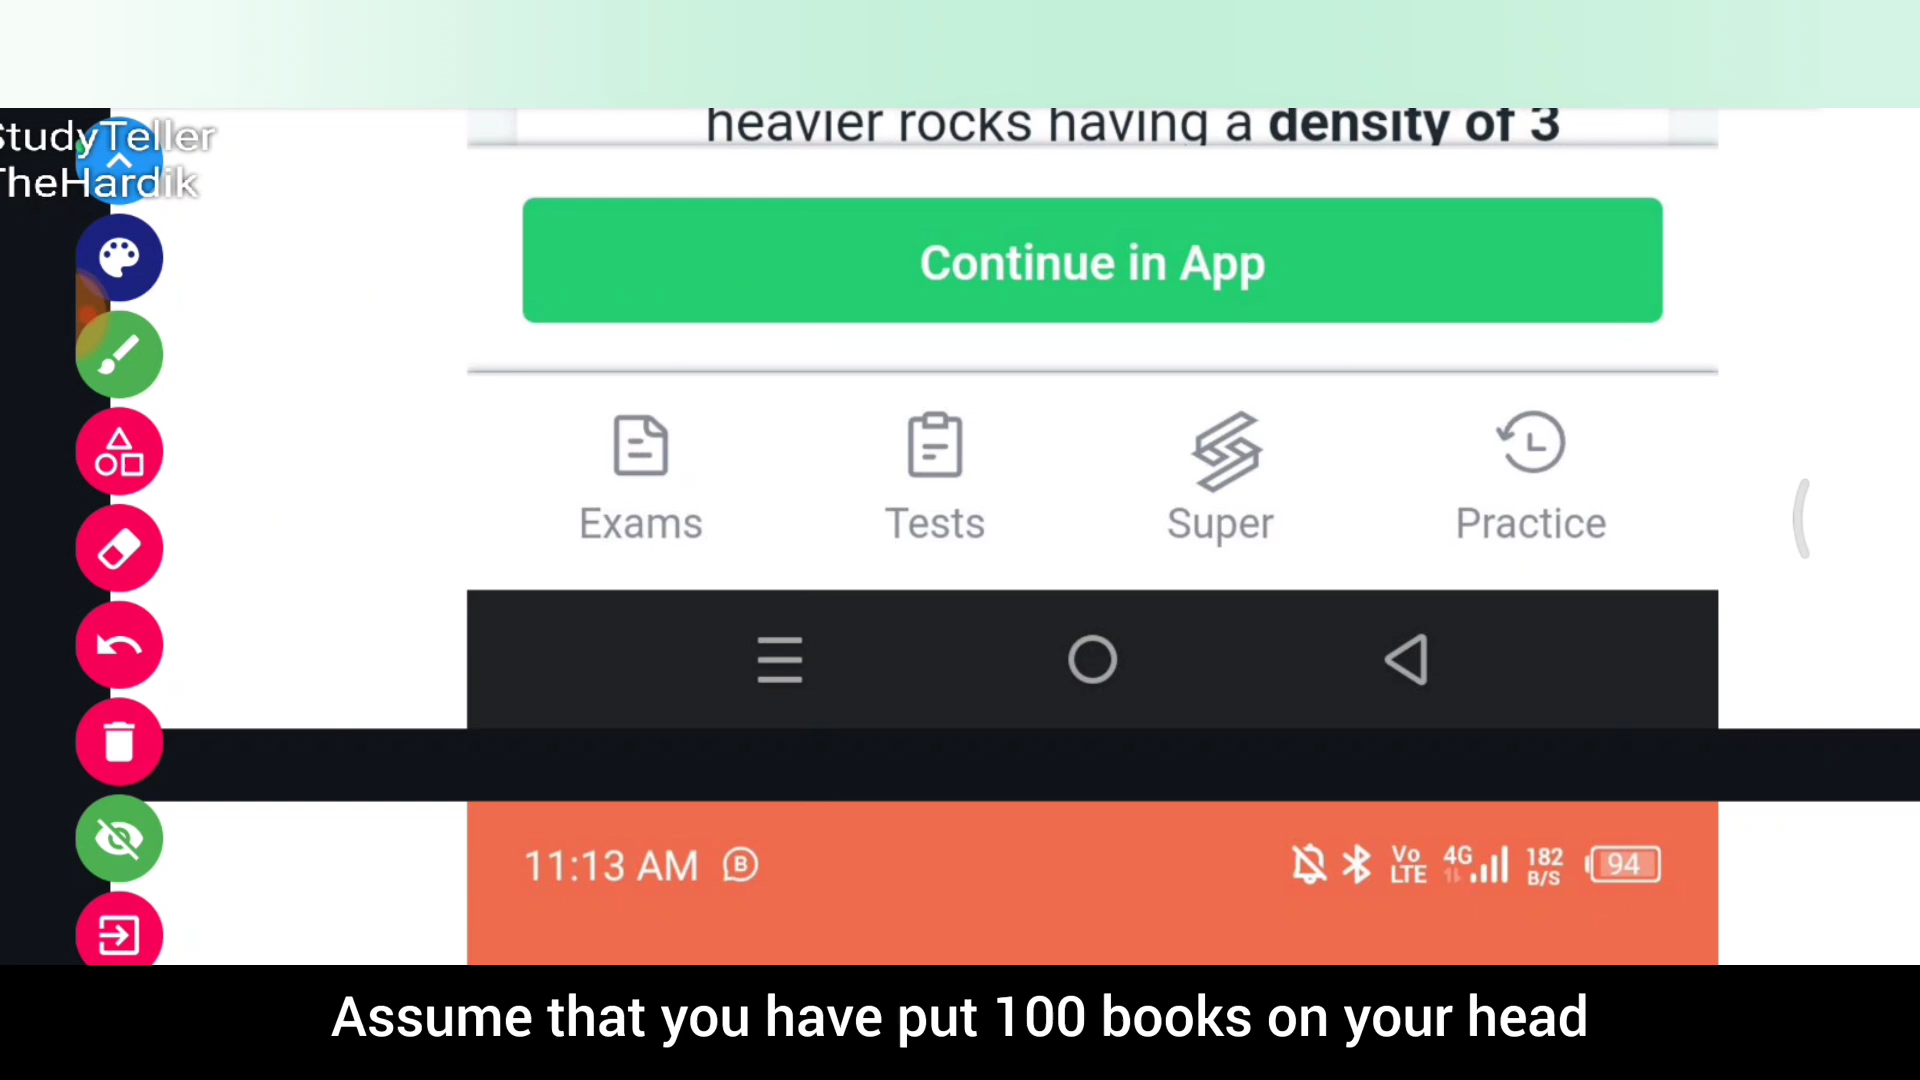 StudyTeller
TheHardik
heavier rocks having a density of 3
Continue in App
Exams Tests Super Practice
11:13 AM B Vo LTE 4G 182 B/S 94
Assume that you have put 100 books on your head